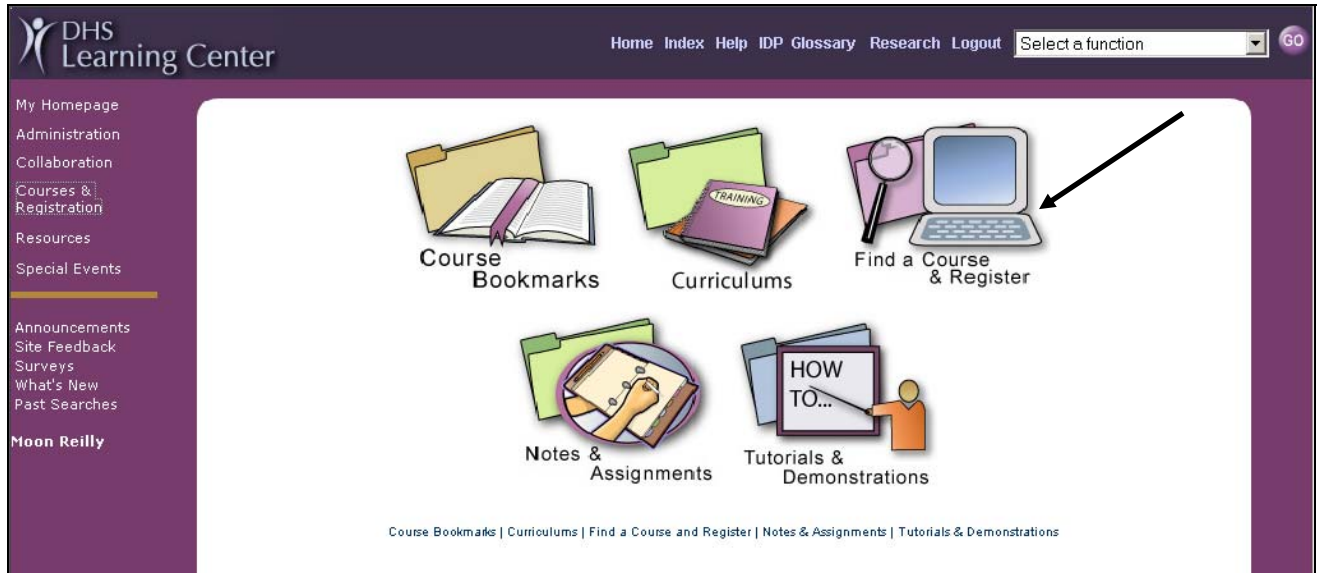 DHS
Learning Center
Home Index Help IDP Glossary Research Logout Select a function GO
My Homepage
Administration
Collaboration
Courses &
Registration
Resources
Special Events
Announcements
Site Feedback
Surveys
What's New
Past Searches
Moon Reilly
Course
Bookmarks
TRAINING
Curriculums
Find a Course
& Register
Notes &
Assignments
HOW
TO...
Tutorials &
Demonstrations
Course Bookmarks | Curriculums | Find a Course and Register | Notes & Assignments | Tutorials & Demonstrations